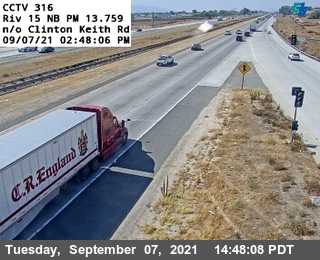 CCTV 316
Riv 15 NB PM 13.759
n/o Clinton Keith Rd
09/07/21 02:48:06 PM
C.R. England
Tuesday, September 07, 2021 14:48:08 PDT